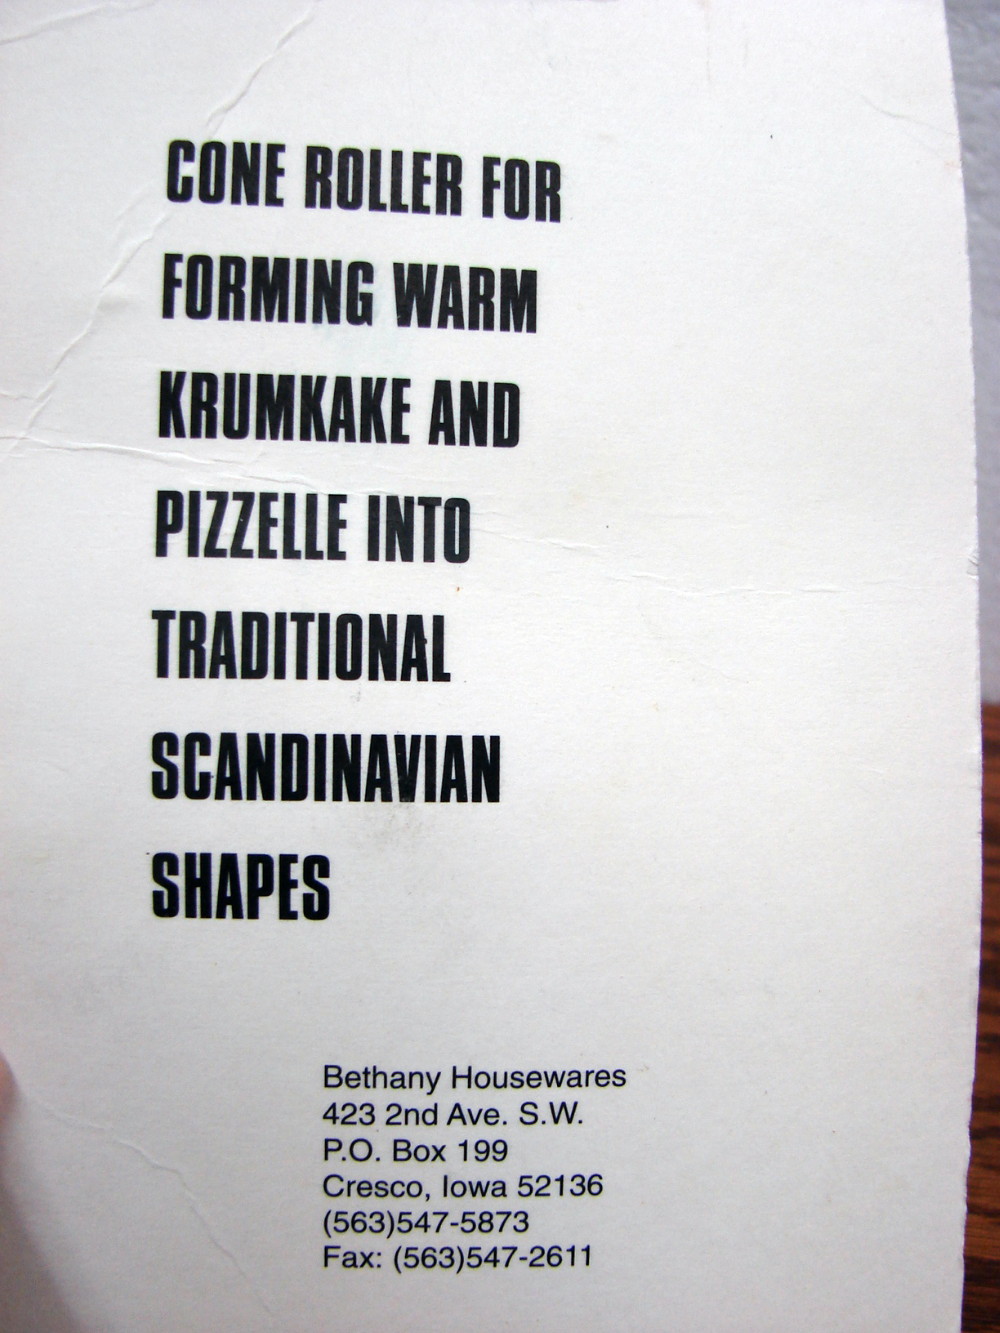 CONE ROLLER FOR
FORMING WARM
KRUMKAKE AND
PIZZELLE INTO
TRADITIONAL
SCANDINAVIAN
SHAPES
Bethany Housewares
423 2nd Ave. S.W.
P.O. Box 199
Cresco, Iowa 52136
(563)547-5873
Fax: (563)547-2611